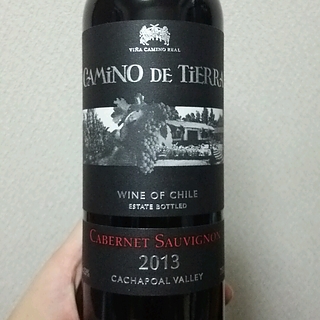 VIÑA CAMINO REAL
CAMINO DE TIERRA
WINE OF CHILE
ESTATE BOTTLED
CABERNET SAUVIGNON
2013
CACHAPOAL VALLEY